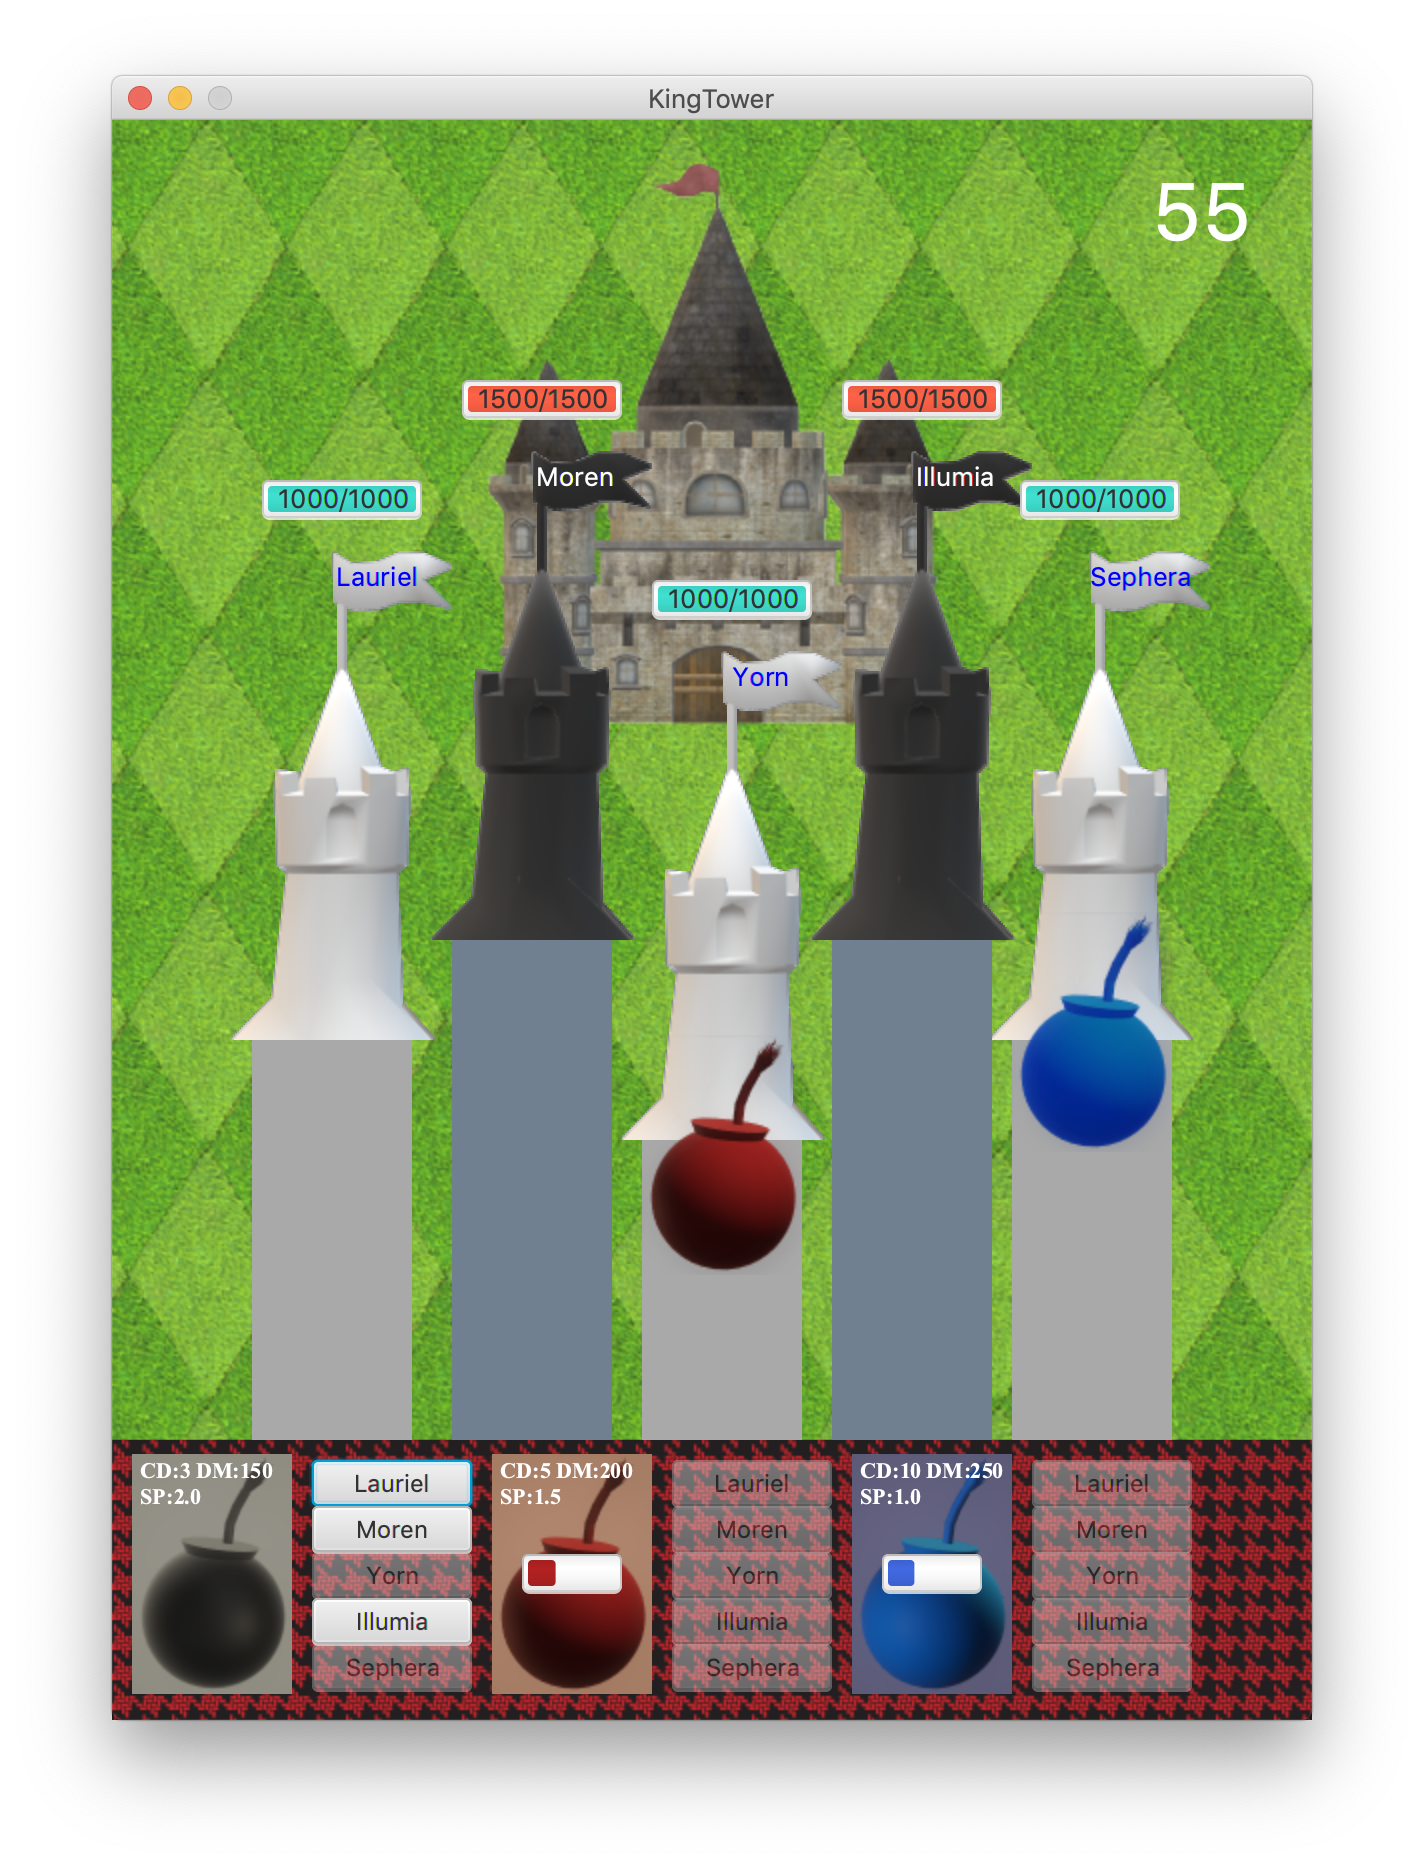 KingTower
55
1500/1500
1500/1500
Moren
Illumia
1000/1000
1000/1000
Lauriel
Sephera
1000/1000
Yorn
CD:3 DM:150
SP:2.0
Lauriel
Moren
Yorn
Illumia
Sephera
CD:5 DM:200
SP:1.5
Lauriel
Moren
Yorn
Illumia
Sephera
CD:10 DM:250
SP:1.0
Lauriel
Moren
Yorn
Illumia
Sephera